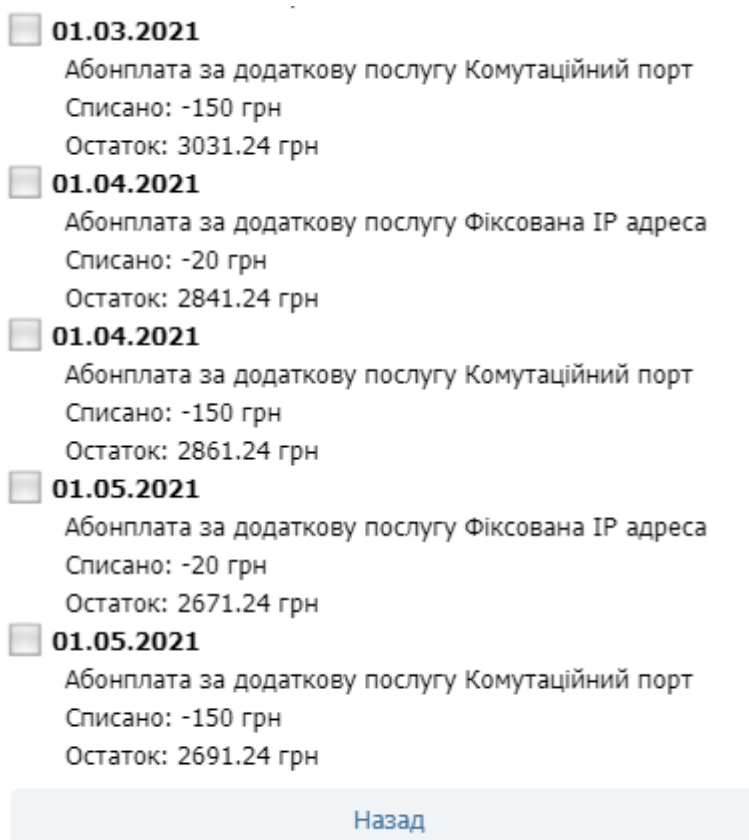 01.03.2021
Абонплата за додаткову послугу Комутаційний порт
Списано: -150 грн
Остаток: 3031.24 грн
01.04.2021
Абонплата за додаткову послугу Фіксована IP адреса
Списано: -20 грн
Остаток: 2841.24 грн
01.04.2021
Абонплата за додаткову послугу Комутаційний порт
Списано: -150 грн
Остаток: 2861.24 грн
01.05.2021
Абонплата за додаткову послугу Фіксована IP адреса
Списано: -20 грн
Остаток: 2671.24 грн
01.05.2021
Абонплата за додаткову послугу Комутаційний порт
Списано: -150 грн
Остаток: 2691.24 грн
Назад